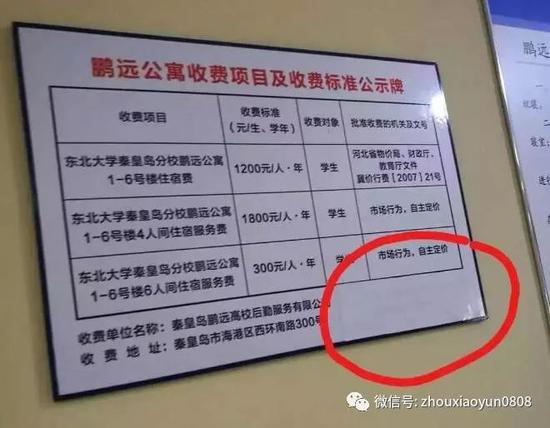 鹏远公寓收费项目及收费标准公示牌
收费项目
收费标准
（元/生、学年）
收费对象
批准收费的机关及文号
东北大学秦皇岛分校鹏远公寓
1-6号楼住宿费
1200元/人·年
学生
河北省物价局、财政厅、
教育厅文件
冀价行费［2007］21号
东北大学秦皇岛分校鹏远公寓
1-6号楼4人间住宿服务费
1800元/人·年
学生
市场行为，自主定价
东北大学秦皇岛分校鹏远公寓
1-6号楼6人间住宿服务费
300元/人·年
学
市场行为，自主定价
收费单位名称：秦皇岛鹏远高校后勤服务有限公
收 费 地 址：秦皇岛市海港区西环南路300号
鹏远
一
二
进
微信号: zhouxiaoyun0808